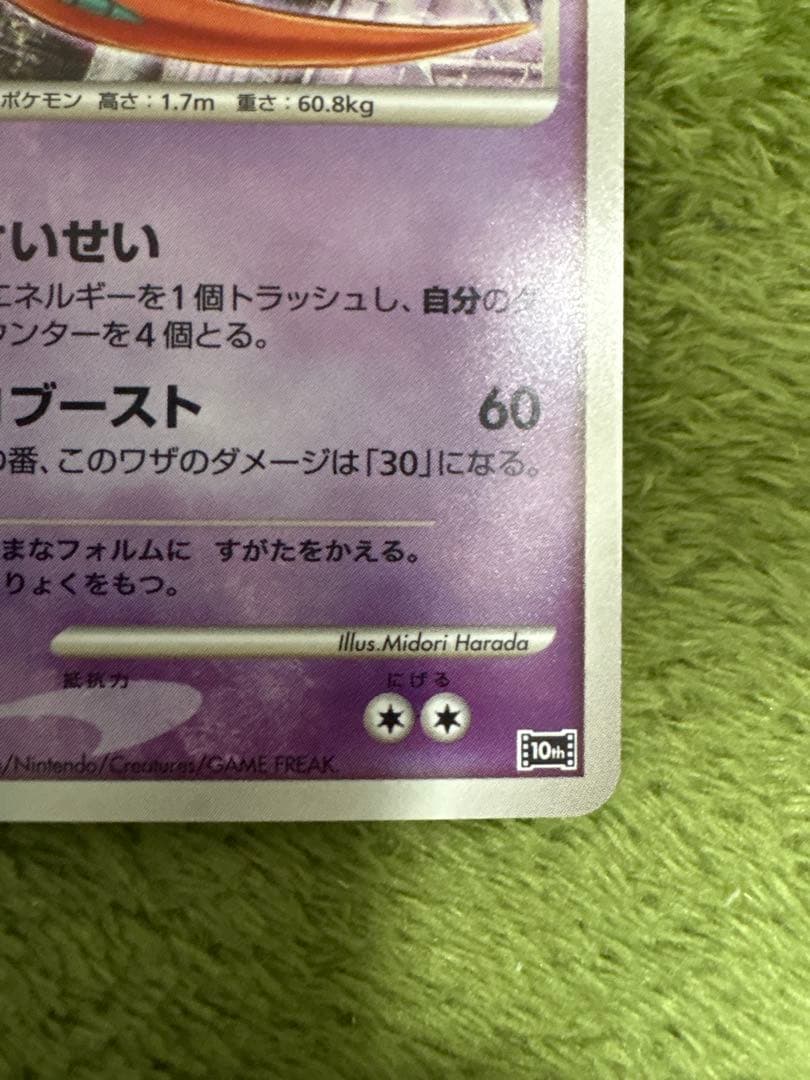 ポケモン 高さ：1.7m 重さ：60.8kg
さいせい
エネルギーを1個トラッシュし、自分のダ
ウンターを4個とる。
ブースト 60
の番、このワザのダメージは「30」になる。
まなフォルムに すがたをかえる。
りょくをもつ。
Illus.Midori Harada
抵抗力 にげる
/Nintendo/Creatures/GAME FREAK.
10th